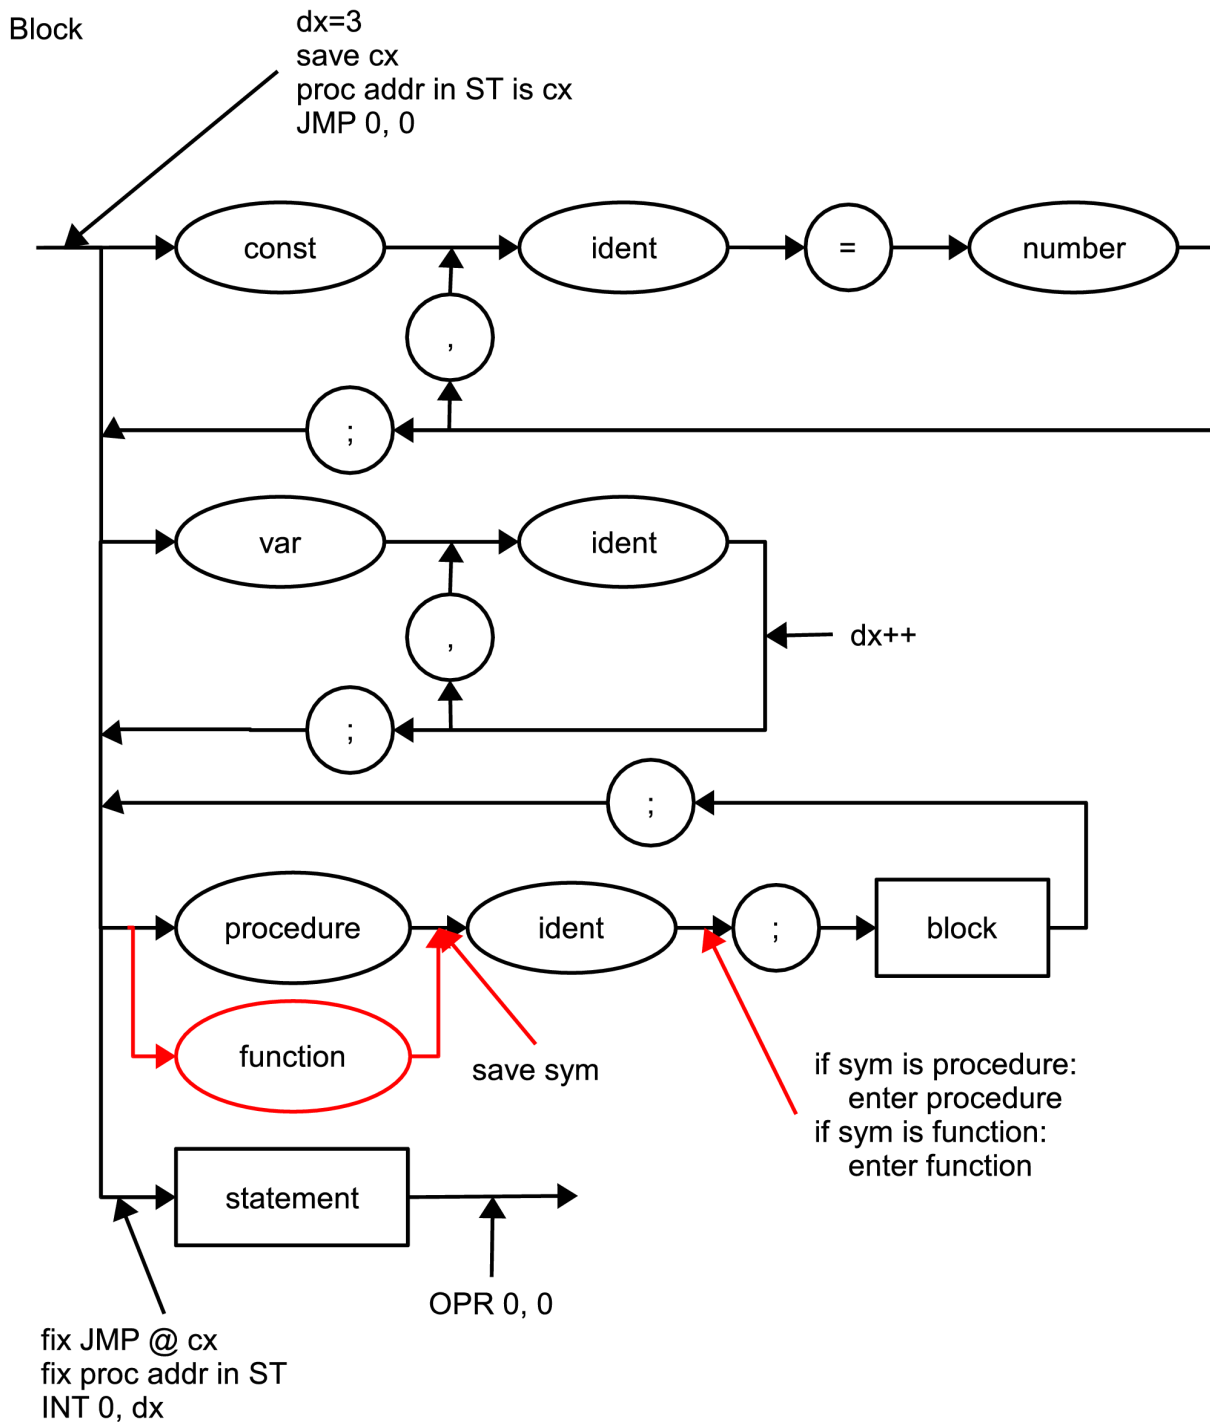 Block
dx=3
save cx
proc addr in ST is cx
JMP 0, 0
const
ident
=
number
,
;
var
ident
,
dx++
;
;
procedure
ident
;
block
function
save sym
if sym is procedure:
enter procedure
if sym is function:
enter function
statement
OPR 0, 0
fix JMP @ cx
fix proc addr in ST
INT 0, dx